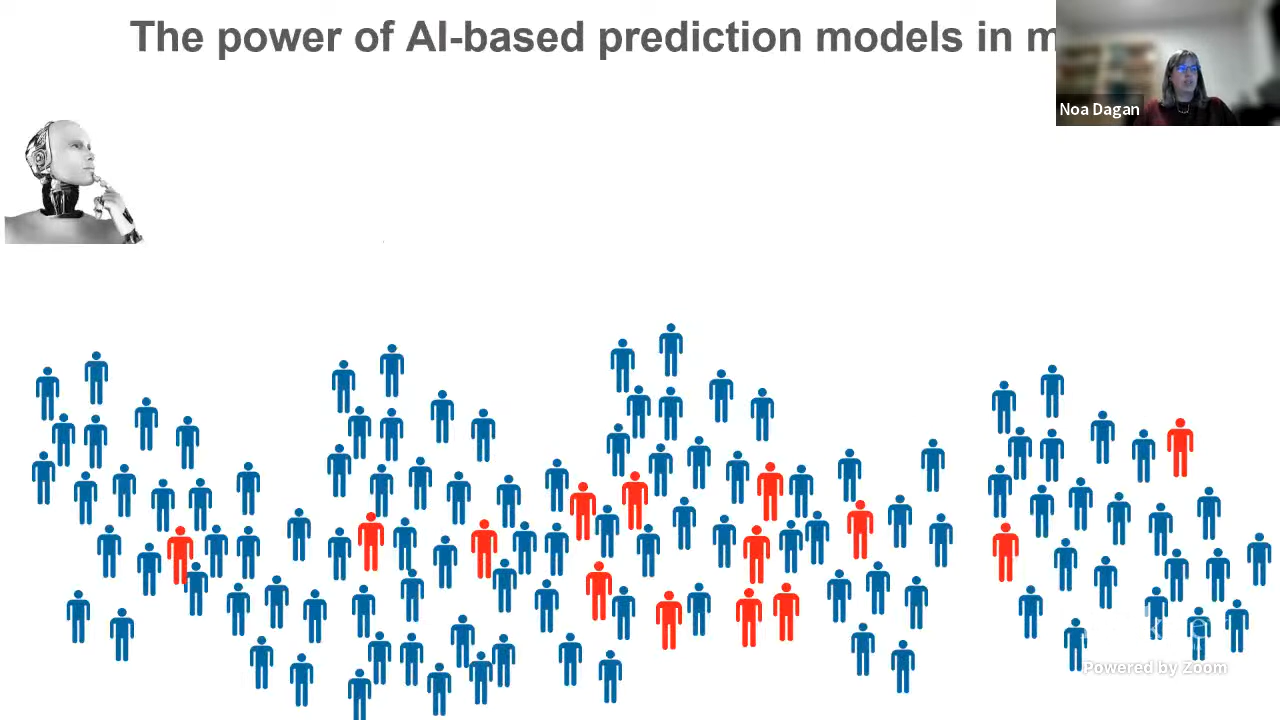 The power of AI-based prediction models in m
Noa Dagan
Powered by Zoom